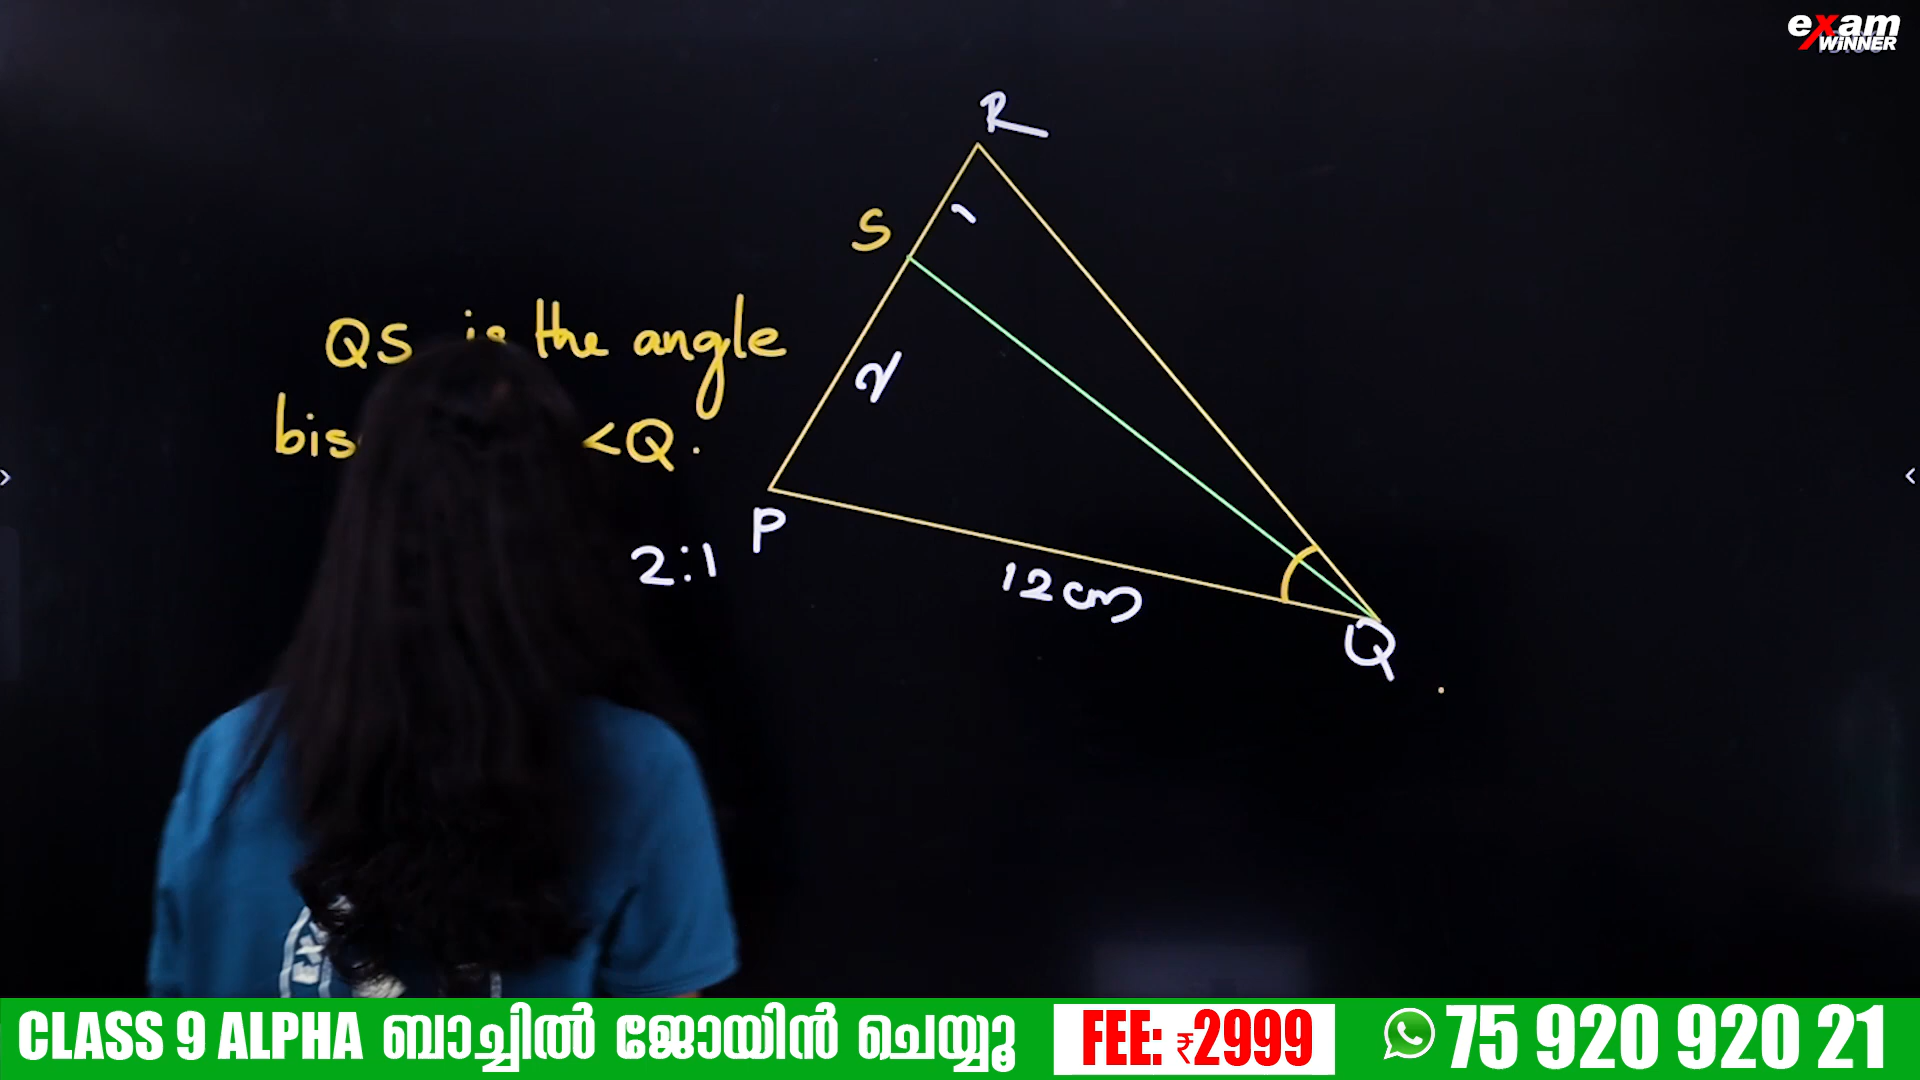 exam
WINNER
R
S
1
QS is the angle
2
<Q.
P
2:1
12 cm
Q
CLASS 9 ALPHA ബാച്ചിൽ ജോയിൻ ചെയ്യൂ FEE: ₹2999 75 920 920 21